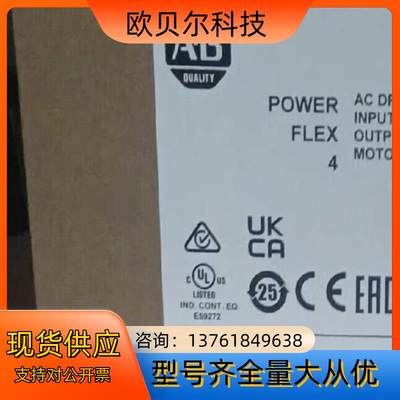 欧贝尔科技
AB
QUALITY
POWER
FLEX
4
AC DR
INPUT
OUTP
MOTO
UK
CA
C UL US
LISTED
IND. CONT. EQ.
E59272
25
CE
EAC
现货供应
支持对公开票
咨询：13761849638
型号齐全量大从优